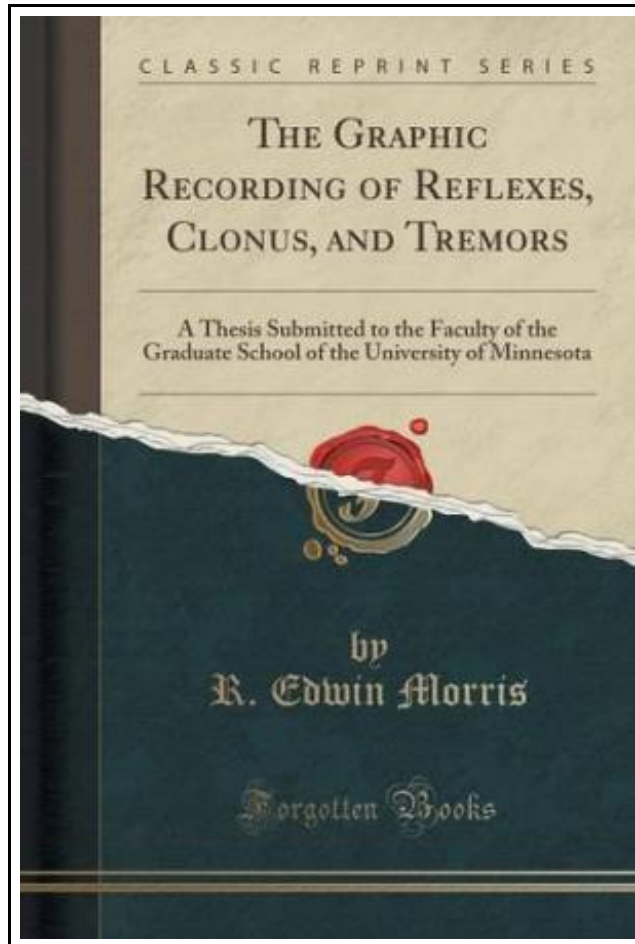 CLASSIC REPRINT SERIES
THE GRAPHIC
RECORDING OF REFLEXES,
CLONUS, AND TREMORS
A Thesis Submitted to the Faculty of the
Graduate School of the University of Minnesota
by
R. Edwin Morris
Forgotten Books